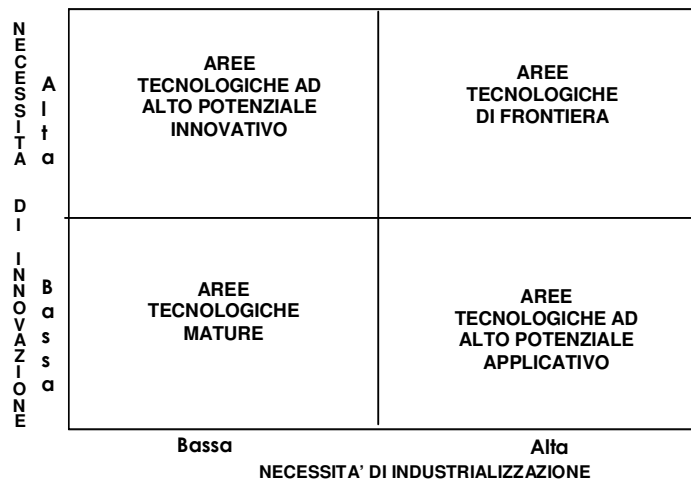 NECESSITA DI INNOVAZIONE
Alta
AREE
TECNOLOGICHE AD
ALTO POTENZIALE
INNOVATIVO
AREE
TECNOLOGICHE
DI FRONTIERA
Bassa
AREE
TECNOLOGICHE
MATURE
AREE
TECNOLOGICHE AD
ALTO POTENZIALE
APPLICATIVO
Bassa
Alta
NECESSITA' DI INDUSTRIALIZZAZIONE